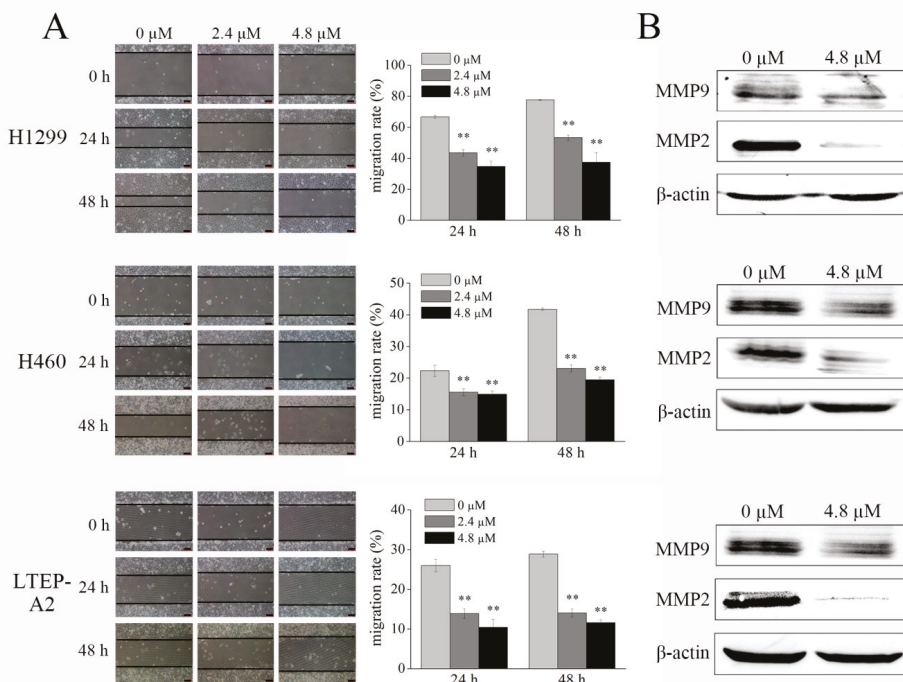 A
B
0 μM 2.4 μM 4.8 μM
0 h
H1299
24 h
48 h
0 μM
2.4 μM
4.8 μM
migration rate (%)
100
80
60
40
20
0
**
**
**
**
24 h 48 h
0 μM 4.8 μM
MMP9
MMP2
β-actin
0 h
H460
24 h
48 h
0 μM
2.4 μM
4.8 μM
migration rate (%)
50
40
30
20
10
0
**
**
**
**
24 h 48 h
0 μM 4.8 μM
MMP9
MMP2
β-actin
0 h
LTEP-
A2
24 h
48 h
0 μM
2.4 μM
4.8 μM
migration rate (%)
40
30
20
10
0
**
**
**
**
24 h 48 h
0 μM 4.8 μM
MMP9
MMP2
β-actin